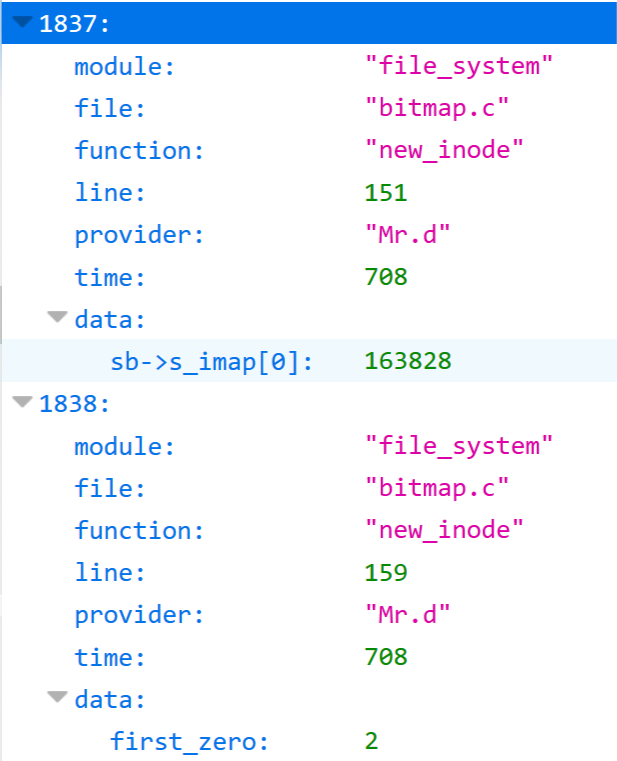 1837:
module: "file_system"
file: "bitmap.c"
function: "new_inode"
line: 151
provider: "Mr.d"
time: 708
data:
sb->s_imap[0]: 163828
1838:
module: "file_system"
file: "bitmap.c"
function: "new_inode"
line: 159
provider: "Mr.d"
time: 708
data:
first_zero: 2